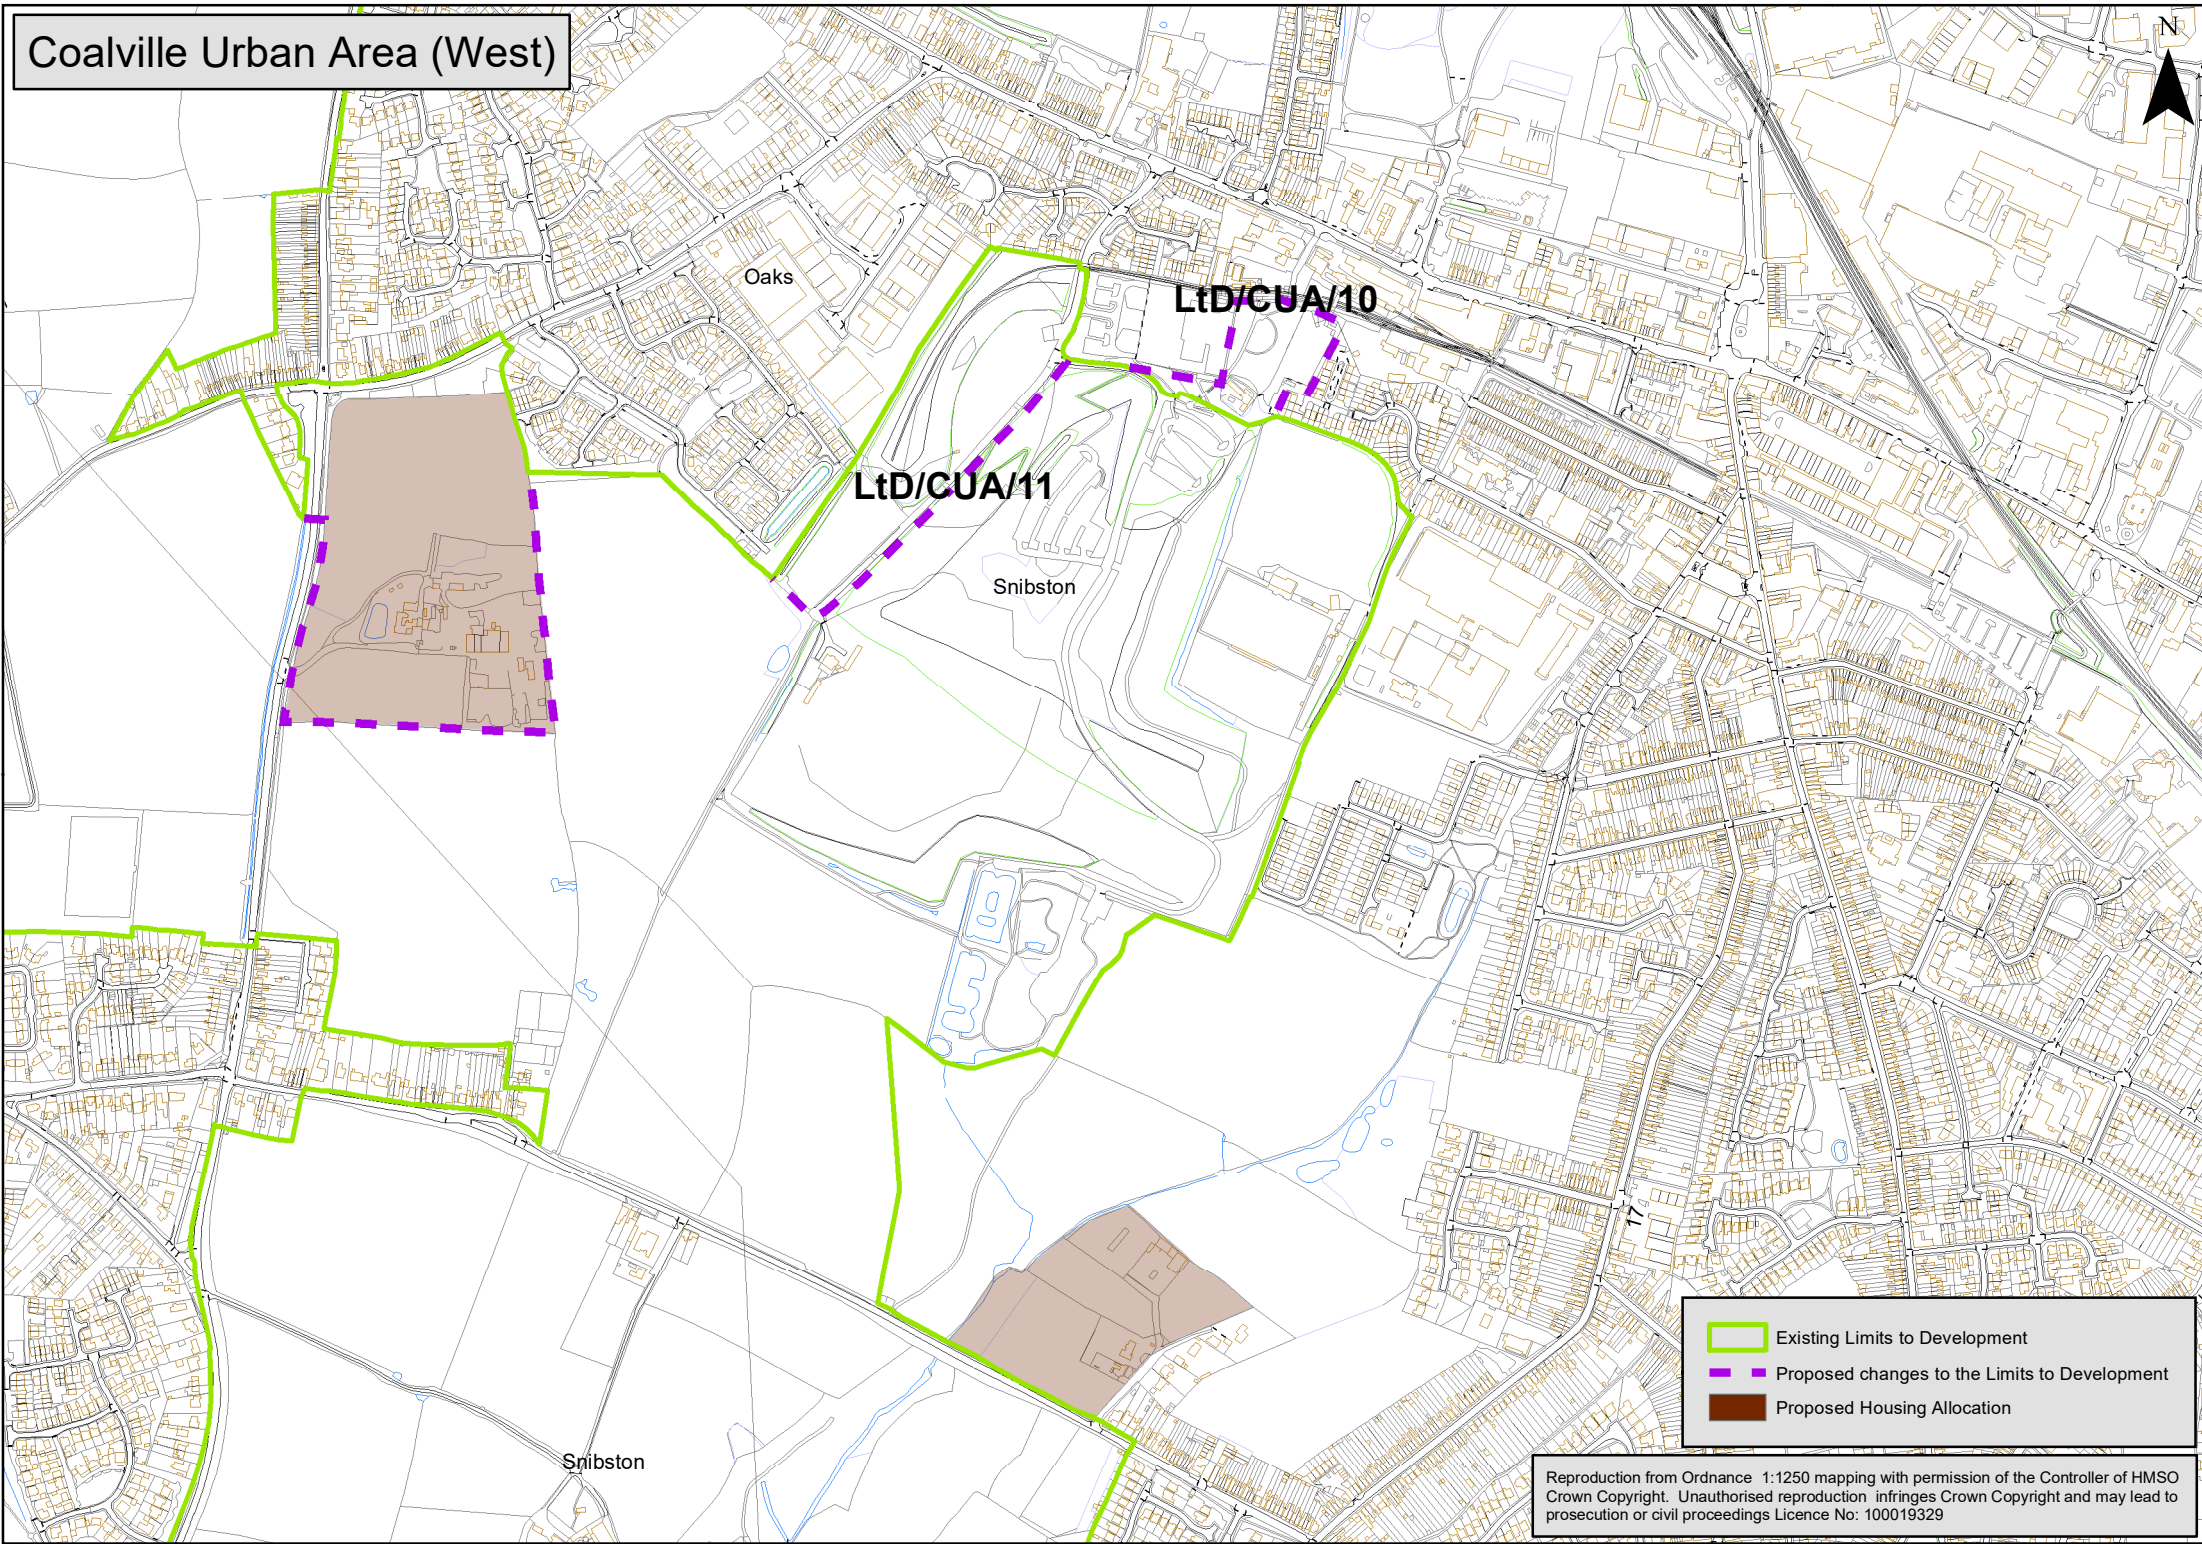 Coalville Urban Area (West)
N
Oaks
LtD/CUA/10
LtD/CUA/11
Snibston
17
Snibston
Existing Limits to Development
Proposed changes to the Limits to Development
Proposed Housing Allocation
Reproduction from Ordnance 1:1250 mapping with permission of the Controller of HMSO
Crown Copyright. Unauthorised reproduction infringes Crown Copyright and may lead to
prosecution or civil proceedings Licence No: 100019329